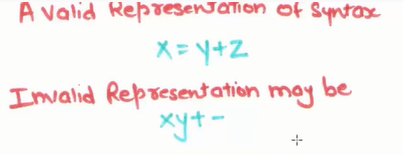 A Valid Representation of Syntax
x = y+z
Invalid Representation may be
xy+-